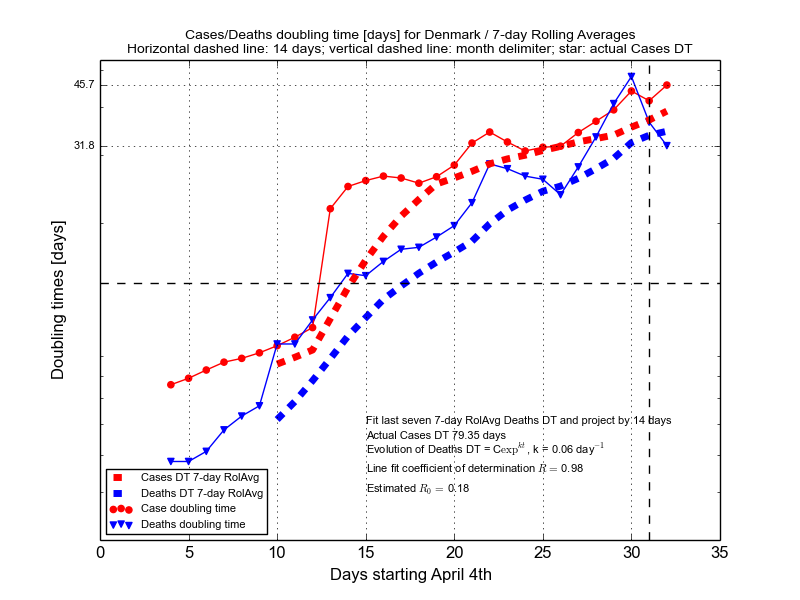 Cases/Deaths doubling time [days] for Denmark / 7-day Rolling Averages
Horizontal dashed line: 14 days; vertical dashed line: month delimiter; star: actual Cases DT
45.7
31.8
Doubling times [days]
Fit last seven 7-day RolAvg Deaths DT and project by 14 days
Actual Cases DT 79.35 days
Evolution of Deaths DT = Cexp^{kt}, k = 0.06 day^{-1}
Line fit coefficient of determination R = 0.98
Estimated R_0 = 0.18
Cases DT 7-day RolAvg
Deaths DT 7-day RolAvg
Case doubling time
Deaths doubling time
0 5 10 15 20 25 30 35
Days starting April 4th